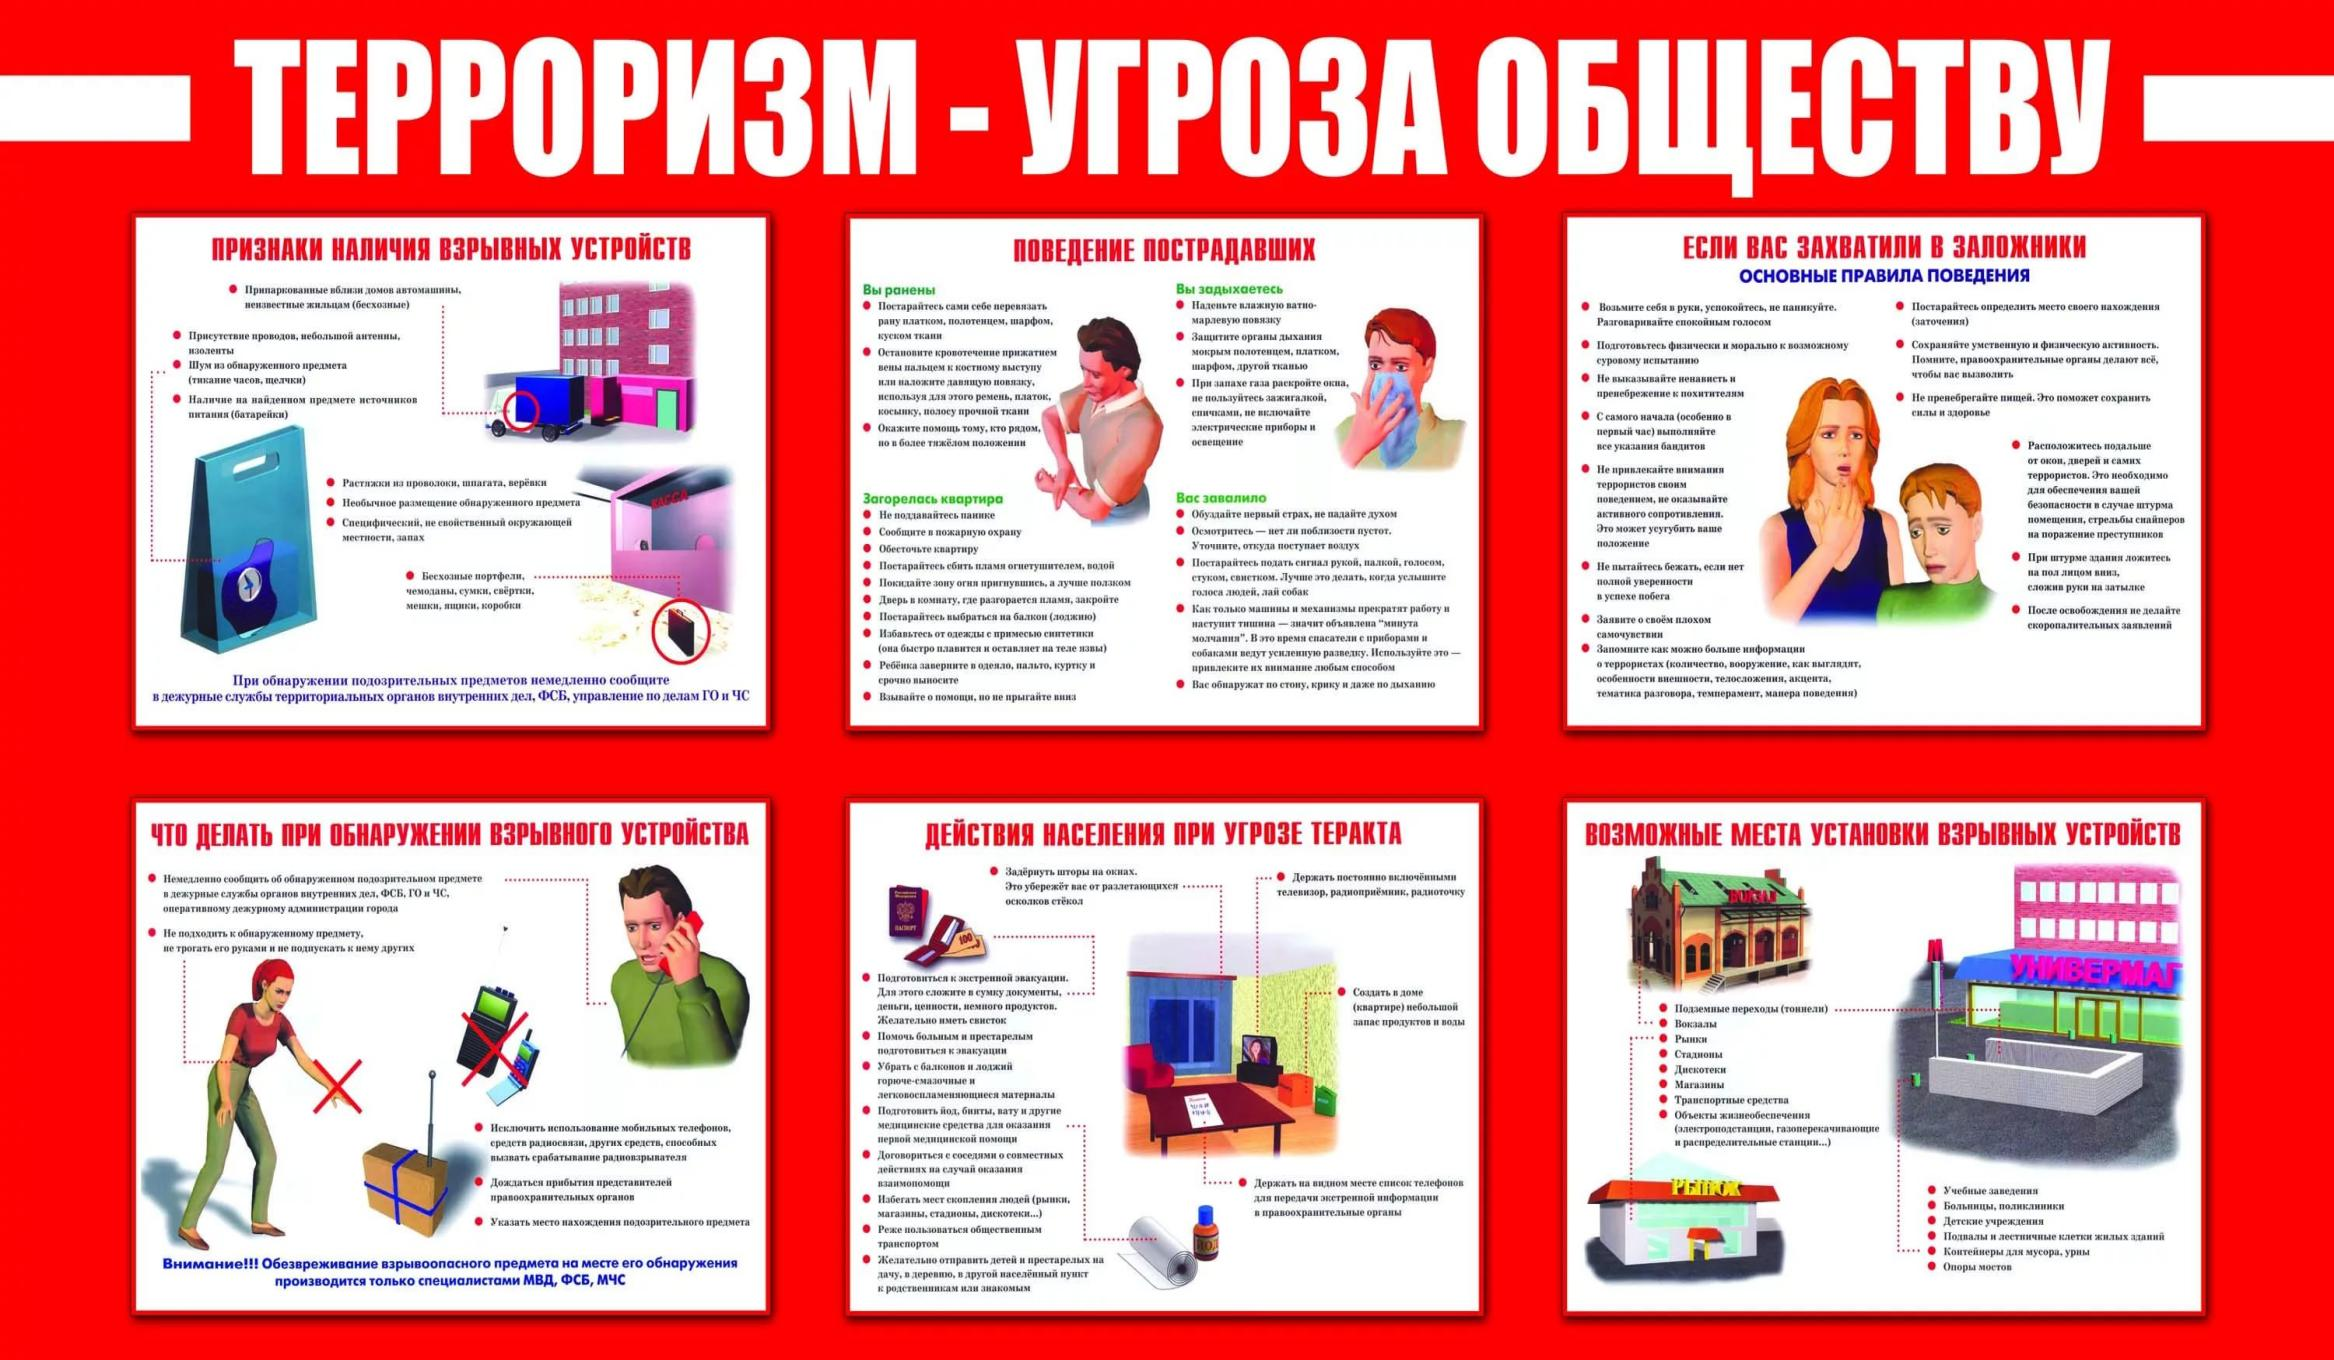 ТЕРРОРИЗМ - УГРОЗА ОБЩЕСТВУ
ПРИЗНАКИ НАЛИЧИЯ ВЗРЫВНЫХ УСТРОЙСТВ
Припаркованные вблизи домов автомашины,
неизвестные жильцам (бесхозные)
Присутствие проводов, небольшой антенны,
изоленты
Шум из обнаруженного предмета
(тикание часов, щелчки)
Наличие на найденном предмете источников
питания (батарейки)
Растяжки из проволоки, шпагата, верёвки
Необычное размещение обнаруженного предмета
Специфический, не свойственный окружающей
местности, запах
КАССА
Бесхозные портфели,
чемоданы, сумки, свёртки,
мешки, ящики, коробки
При обнаружении подозрительных предметов немедленно сообщите
в дежурные службы территориальных органов внутренних дел, ФСБ, управление по делам ГО и ЧС
ПОВЕДЕНИЕ ПОСТРАДАВШИХ
Вы ранены
Постарайтесь сами себе перевязать
рану платком, полотенцем, шарфом,
куском ткани
Остановите кровотечение прижатием
вены пальцем к костному выступу
или наложите давящую повязку,
используя для этого ремень, платок,
косынку, полосу прочной ткани
Окажите помощь тому, кто рядом,
но в более тяжёлом положении
Вы задыхаетесь
Наденьте влажную ватно-
марлевую повязку
Защитите органы дыхания
мокрым полотенцем, платком,
шарфом, другой тканью
При запахе газа раскройте окна,
не пользуйтесь зажигалкой,
спичками, не включайте
электрические приборы и
освещение
Загорелась квартира
Не поддавайтесь панике
Сообщите в пожарную охрану
Обесточьте квартиру
Постарайтесь сбить пламя огнетушителем, водой
Покидайте зону огня пригнувшись, а лучше ползком
Дверь в комнату, где разгорается пламя, закройте
Постарайтесь выбраться на балкон (лоджию)
Избавьтесь от одежды с примесью синтетики
(она быстро плавится и оставляет на теле язвы)
Ребёнка заверните в одеяло, пальто, куртку и
срочно выносите
Взывайте о помощи, но не прыгайте вниз
Вас завалило
Обуздайте первый страх, не падайте духом
Осмотритесь — нет ли поблизости пустот.
Уточните, откуда поступает воздух
Постарайтесь подать сигнал рукой, палкой, голосом,
стуком, свистком. Лучше это делать, когда услышите
голоса людей, лай собак
Как только машины и механизмы прекратят работу и
наступит тишина — значит объявлена "минута
молчания". В это время спасатели с приборами и
собаками ведут усиленную разведку. Используйте это —
привлеките их внимание любым способом
Вас обнаружат по стону, крику и даже по дыханию
ЕСЛИ ВАС ЗАХВАТИЛИ В ЗАЛОЖНИКИ
ОСНОВНЫЕ ПРАВИЛА ПОВЕДЕНИЯ
Возьмите себя в руки, успокойтесь, не паникуйте.
Разговаривайте спокойным голосом
Подготовьтесь физически и морально к возможному
суровому испытанию
Не выказывайте ненависть и
пренебрежение к похитителям
С самого начала (особенно в
первый час) выполняйте
все указания бандитов
Не привлекайте внимания
террористов своим
поведением, не оказывайте
активного сопротивления.
Это может усугубить ваше
положение
Не пытайтесь бежать, если нет
полной уверенности
в успехе побега
Заявите о своём плохом
самочувствии
Запомните как можно больше информации
о террористах (количество, вооружение, как выглядят,
особенности внешности, телосложения, акцента,
тематика разговора, темперамент, манера поведения)
Постарайтесь определить место своего нахождения
(заточения)
Сохраняйте умственную и физическую активность.
Помните, правоохранительные органы делают всё,
чтобы вас вызволить
Не пренебрегайте пищей. Это поможет сохранить
силы и здоровье
Расположитесь подальше
от окон, дверей и самих
террористов. Это необходимо
для обеспечения вашей
безопасности в случае штурма
помещения, стрельбы снайперов
на поражение преступников
При штурме здания ложитесь
на пол лицом вниз,
сложив руки на затылке
После освобождения не делайте
скоропалительных заявлений
ЧТО ДЕЛАТЬ ПРИ ОБНАРУЖЕНИИ ВЗРЫВНОГО УСТРОЙСТВА
Немедленно сообщить об обнаруженном подозрительном предмете
в дежурные службы органов внутренних дел, ФСБ, ГО и ЧС,
оперативному дежурному администрации города
Не подходить к обнаруженному предмету,
не трогать его руками и не подпускать к нему других
Исключить использование мобильных телефонов,
средств радиосвязи, других средств, способных
вызвать срабатывание радиовзрывателя
Дождаться прибытия представителей
правоохранительных органов
Указать место нахождения подозрительного предмета
Внимание!!! Обезвреживание взрывоопасного предмета на месте его обнаружения
производится только специалистами МВД, ФСБ, МЧС
ДЕЙСТВИЯ НАСЕЛЕНИЯ ПРИ УГРОЗЕ ТЕРАКТА
Задёрнуть шторы на окнах.
Это убережёт вас от разлетающихся
осколков стёкол
Держать постоянно включёнными
телевизор, радиоприёмник, радиоточку
ПАСПОРТ
100
Подготовиться к экстренной эвакуации.
Для этого сложите в сумку документы,
деньги, ценности, немного продуктов.
Желательно иметь свисток
Помочь больным и престарелым
подготовиться к эвакуации
Убрать с балконов и лоджий
горюче-смазочные и
легковоспламеняющиеся материалы
Подготовить йод, бинты, вату и другие
медицинские средства для оказания
первой медицинской помощи
Договориться с соседями о совместных
действиях на случай оказания
взаимопомощи
Избегать мест скопления людей (рынки,
магазины, стадионы, дискотеки...)
Реже пользоваться общественным
транспортом
Желательно отправить детей и престарелых на
дачу, в деревню, в другой населённый пункт
к родственникам или знакомым
Создать в доме
(квартире) небольшой
запас продуктов и воды
Держать на видном месте список телефонов
для передачи экстренной информации
в правоохранительные органы
ЙОД
ВОЗМОЖНЫЕ МЕСТА УСТАНОВКИ ВЗРЫВНЫХ УСТРОЙСТВ
ВОКЗАЛ
М
УНИВЕРМАГ
Подземные переходы (тоннели)
Вокзалы
Рынки
Стадионы
Дискотеки
Магазины
Транспортные средства
Объекты жизнеобеспечения
(электроподстанции, газоперекачивающие
и распределительные станции...)
РЫНОК
Учебные заведения
Больницы, поликлиники
Детские учреждения
Подвалы и лестничные клетки жилых зданий
Контейнеры для мусора, урны
Опоры мостов